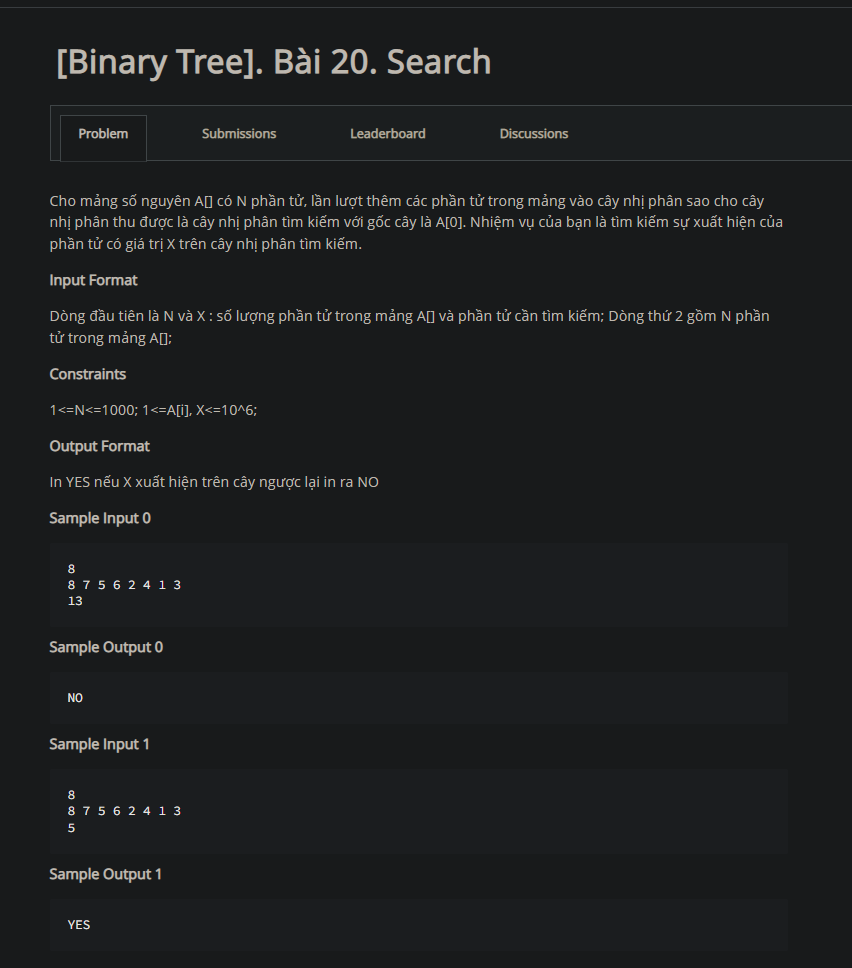 [Binary Tree]. Bài 20. Search
Problem
Submissions
Leaderboard
Discussions
Cho mảng số nguyên A[] có N phần tử, lần lượt thêm các phần tử trong mảng vào cây nhị phân sao cho cây
nhị phân thu được là cây nhị phân tìm kiếm với gốc cây là A[0]. Nhiệm vụ của bạn là tìm kiếm sự xuất hiện của
phần tử có giá trị X trên cây nhị phân tìm kiếm.
Input Format
Dòng đầu tiên là N và X : số lượng phần tử trong mảng A[] và phần tử cần tìm kiếm; Dòng thứ 2 gồm N phần
tử trong mảng A[];
Constraints
1<=N<=1000; 1<=A[i], X<=10^6;
Output Format
In YES nếu X xuất hiện trên cây ngược lại in ra NO
Sample Input 0
8
8 7 5 6 2 4 1 3
13
Sample Output 0
NO
Sample Input 1
8
8 7 5 6 2 4 1 3
5
Sample Output 1
YES